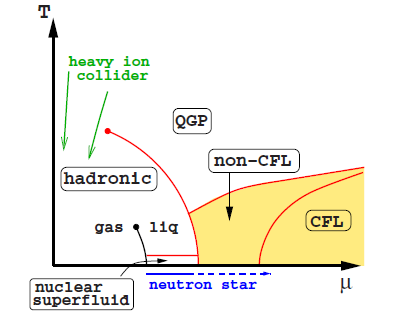 T
heavy ion
collider
QGP
non-CFL
hadronic
CFL
gas liq
nuclear
superfluid
neutron star
μ